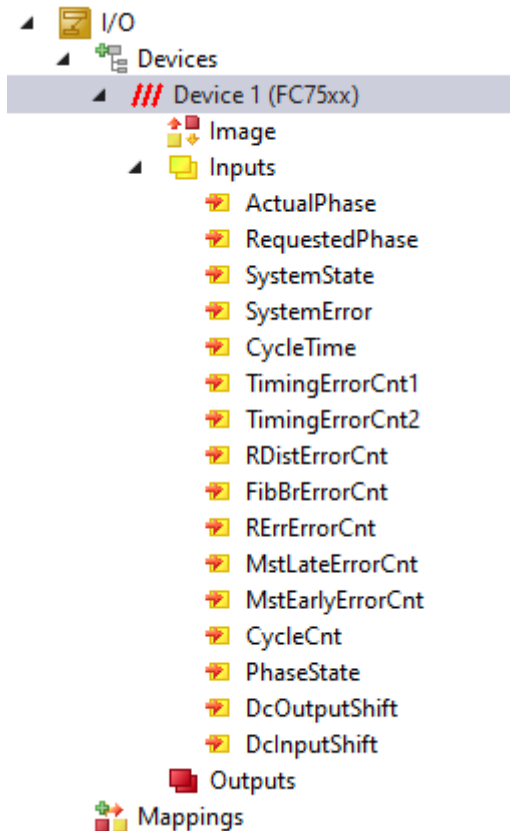 I/O
Devices
Device 1 (FC75xx)
Image
Inputs
ActualPhase
RequestedPhase
SystemState
SystemError
CycleTime
TimingErrorCnt1
TimingErrorCnt2
RDistErrorCnt
FibBrErrorCnt
RErrErrorCnt
MstLateErrorCnt
MstEarlyErrorCnt
CycleCnt
PhaseState
DcOutputShift
DcInputShift
Outputs
Mappings